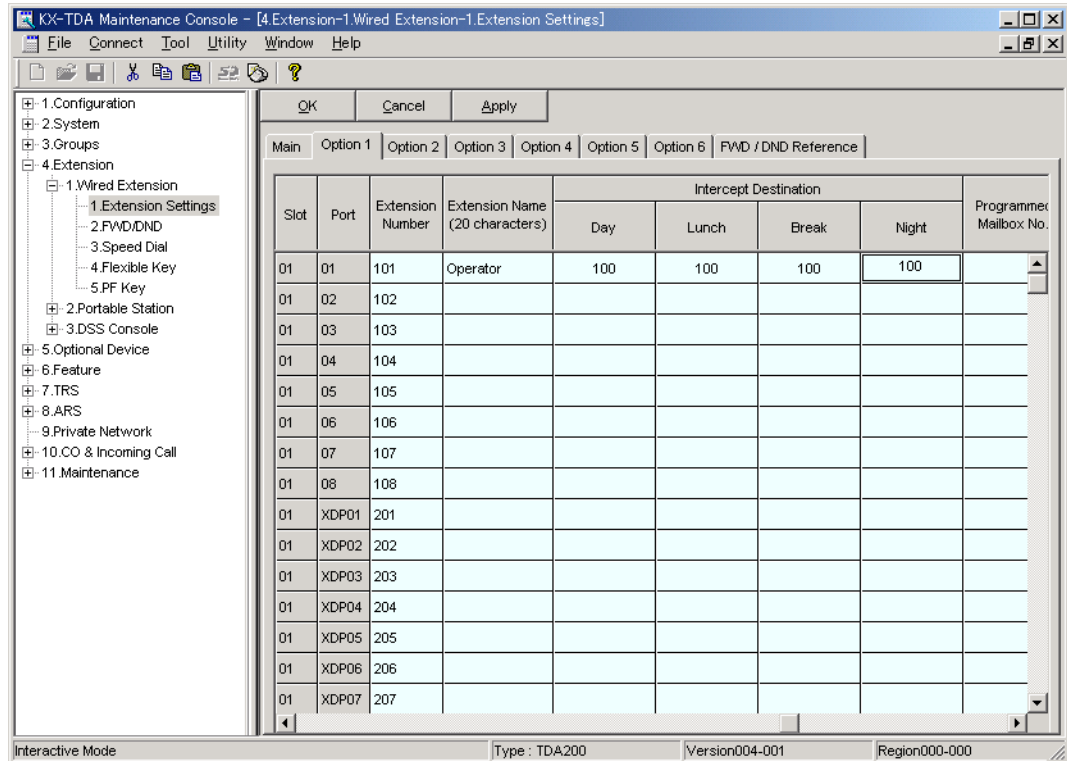 KX-TDA Maintenance Console - [4.Extension-1.Wired Extension-1.Extension Settings]
File Connect Tool Utility Window Help
1.Configuration
2.System
3.Groups
4.Extension
1.Wired Extension
1.Extension Settings
2.FWD/DND
3.Speed Dial
4.Flexible Key
5.PF Key
2.Portable Station
3.DSS Console
5.Optional Device
6.Feature
7.TRS
8.ARS
9.Private Network
10.CO & Incoming Call
11.Maintenance
OK Cancel Apply
Main Option 1 Option 2 Option 3 Option 4 Option 5 Option 6 FWD / DND Reference
Slot Port Extension Number Extension Name (20 characters) Intercept Destination Programmed Mailbox No.
Day Lunch Break Night
01 01 101 Operator 100 100 100 100
01 02 102
01 03 103
01 04 104
01 05 105
01 06 106
01 07 107
01 08 108
01 XDP01 201
01 XDP02 202
01 XDP03 203
01 XDP04 204
01 XDP05 205
01 XDP06 206
01 XDP07 207
Interactive Mode Type : TDA200 Version004-001 Region000-000